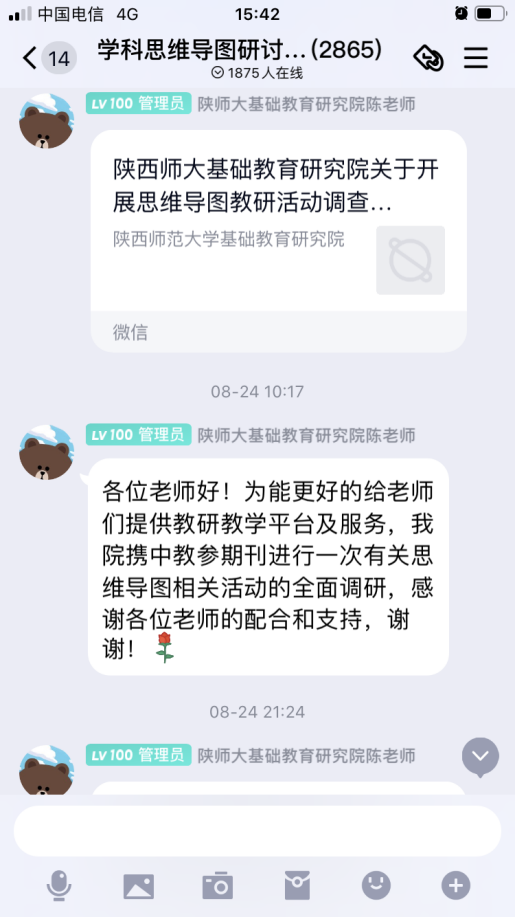 中国电信 4G
15:42
14
学科思维导图研讨...(2865)
1875人在线
LV100 管理员 陕师大基础教育研究院陈老师
陕西师大基础教育研究院关于开
展思维导图教研活动调查...
陕西师范大学基础教育研究院
微信
08-24 10:17
LV100 管理员 陕师大基础教育研究院陈老师
各位老师好！为能更好的给老师
们提供教研教学平台及服务，我
院携中教参期刊进行一次有关思
维导图相关活动的全面调研，感
谢各位老师的配合和支持，谢
谢！
08-24 21:24
LV100 管理员 陕师大基础教育研究院陈老师